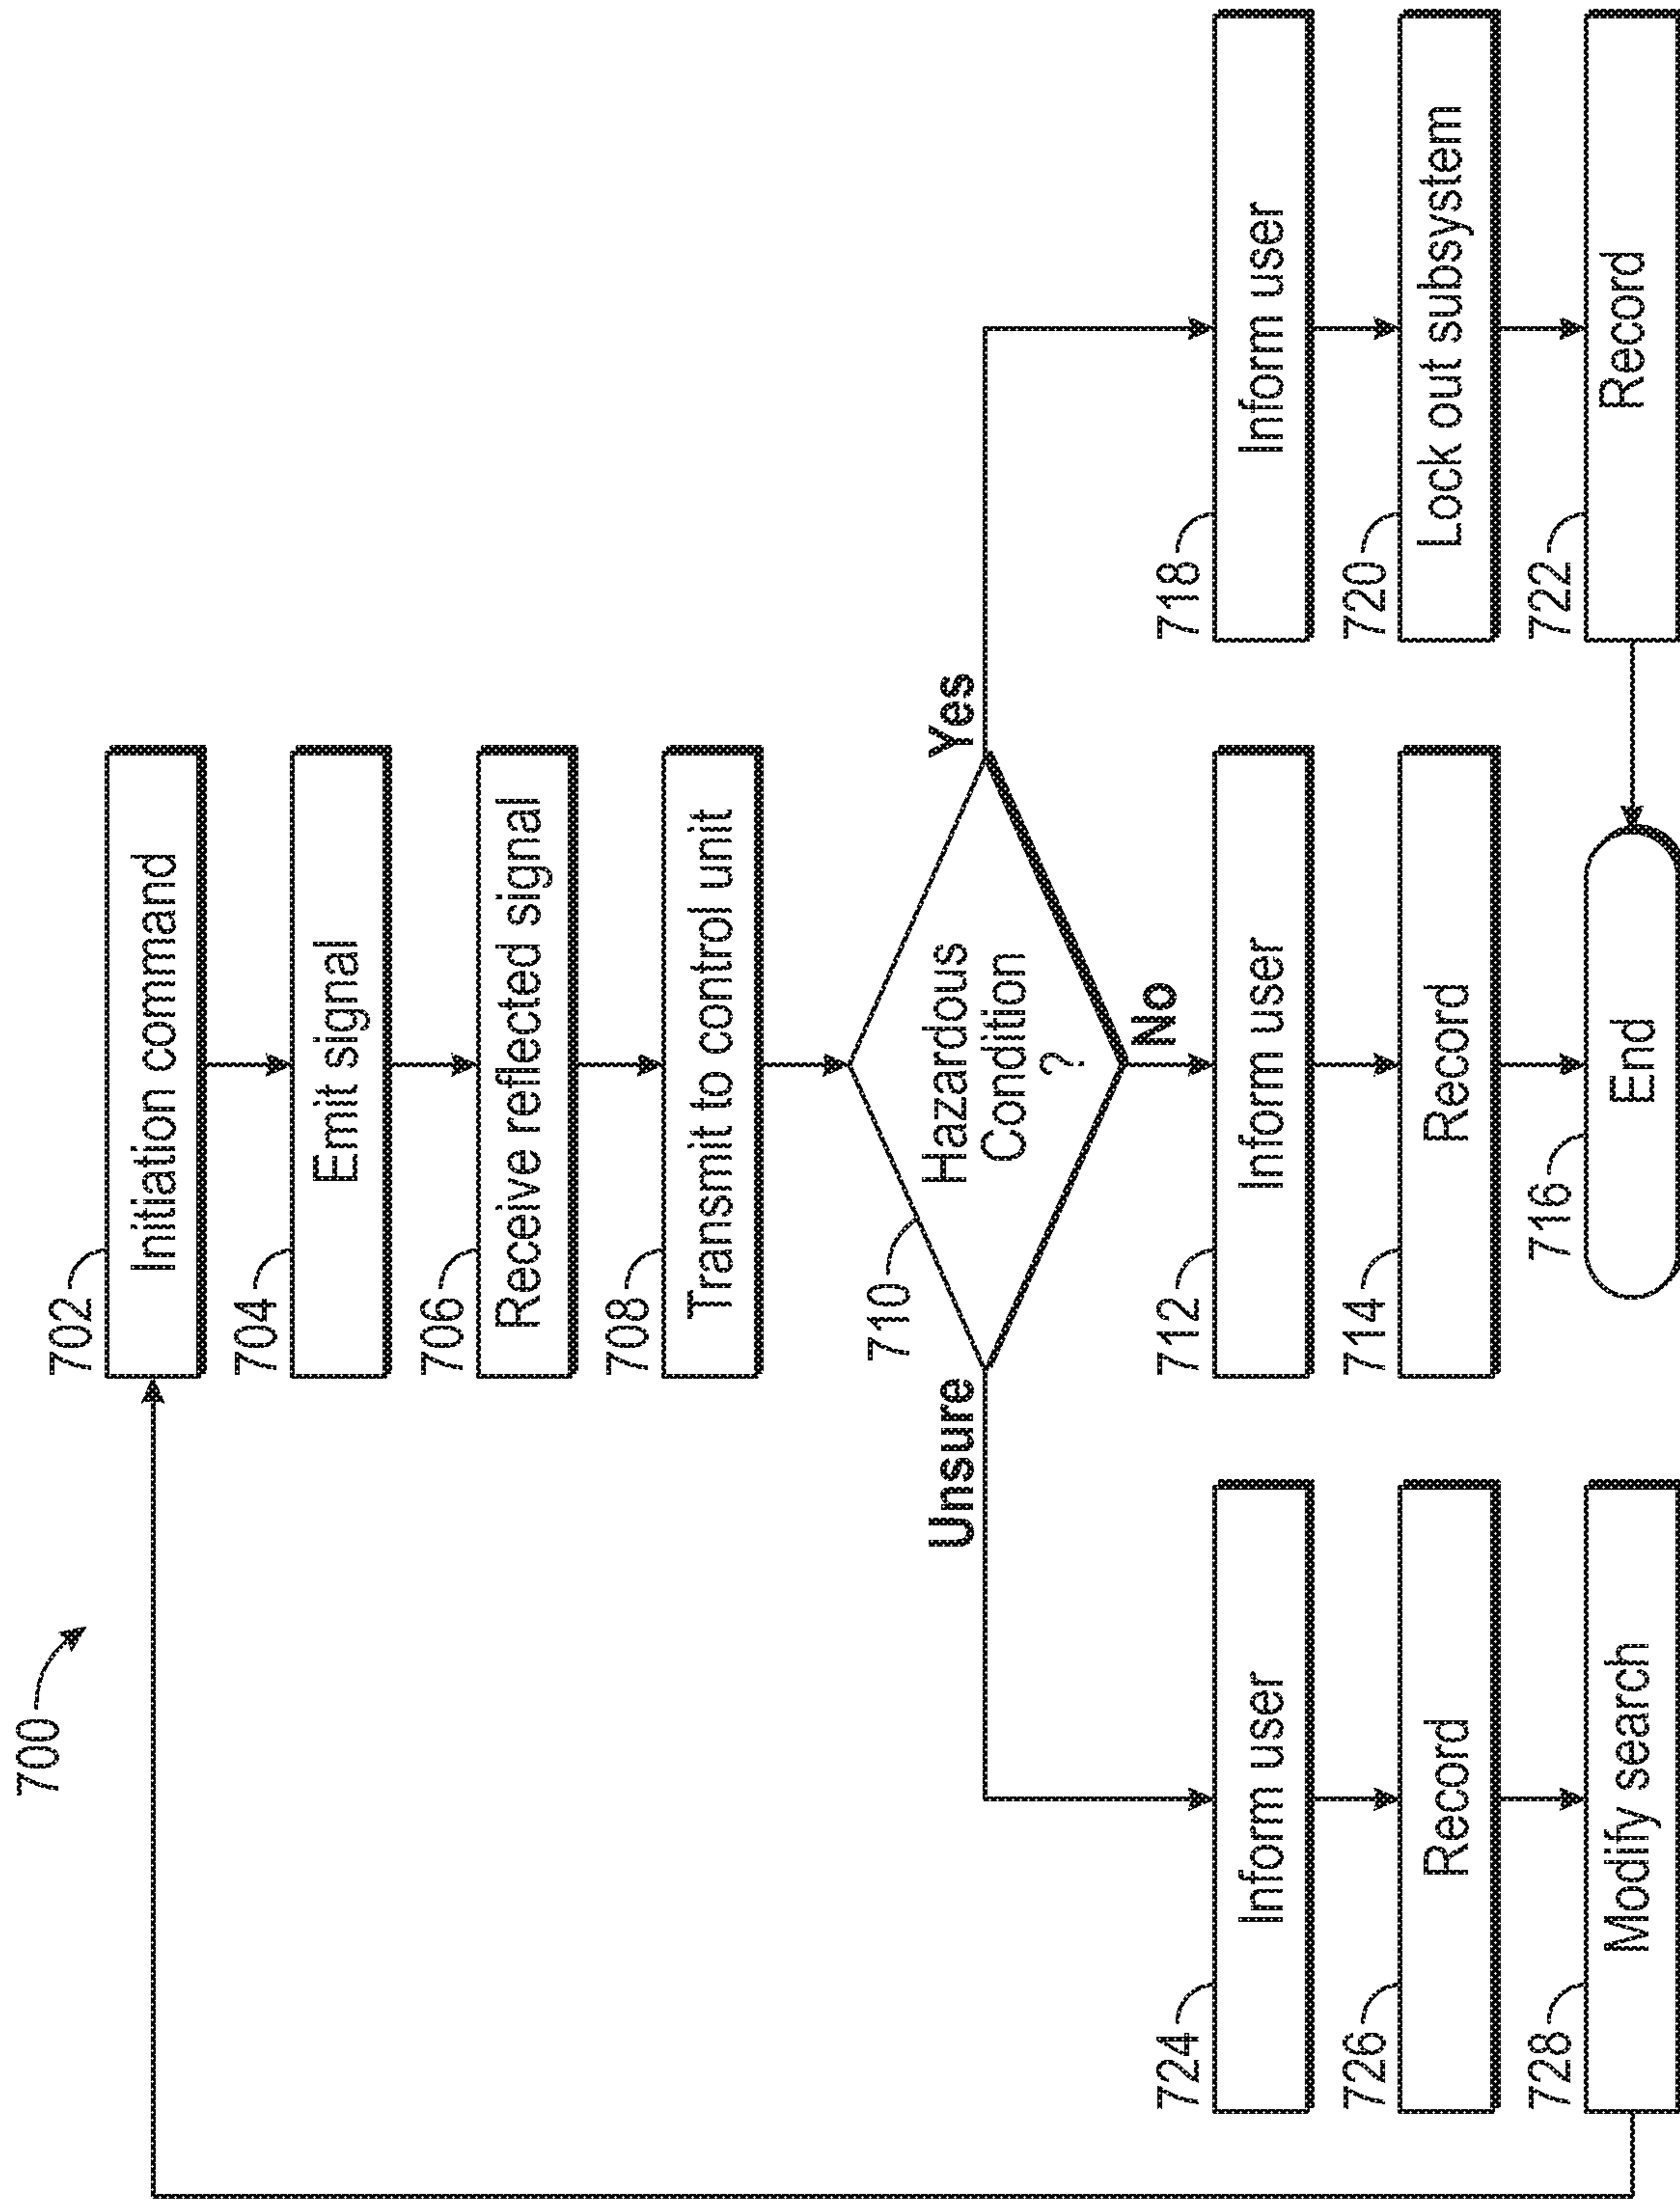 700
702
Initiation command
704
Emit signal
706
Receive reflected signal
708
Transmit to control unit
710
Hazardous
Condition
?
Unsure
Yes
No
724
Inform user
726
Record
728
Modify search
712
Inform user
714
Record
716
End
718
Inform user
720
Lock out subsystem
722
Record